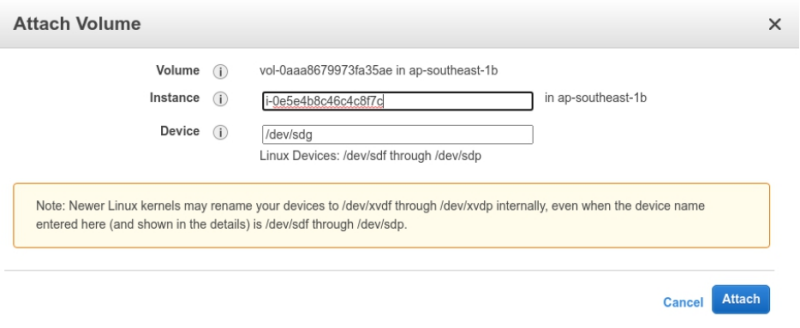 Attach Volume
Volume vol-0aaa8679973fa35ae in ap-southeast-1b
Instance i-0e5e4b8c46c4c8f7c in ap-southeast-1b
Device /dev/sdg
Linux Devices: /dev/sdf through /dev/sdp
Note: Newer Linux kernels may rename your devices to /dev/xvdf through /dev/xvdp internally, even when the device name
entered here (and shown in the details) is /dev/sdf through /dev/sdp.
Cancel Attach